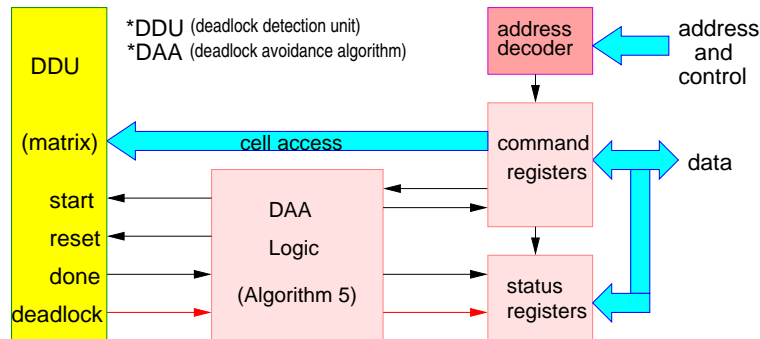 *DDU (deadlock detection unit)
*DAA (deadlock avoidance algorithm)
address
decoder
address
and
control
DDU
(matrix)
cell access
command
registers
data
start
reset
done
deadlock
DAA
Logic
(Algorithm 5)
status
registers